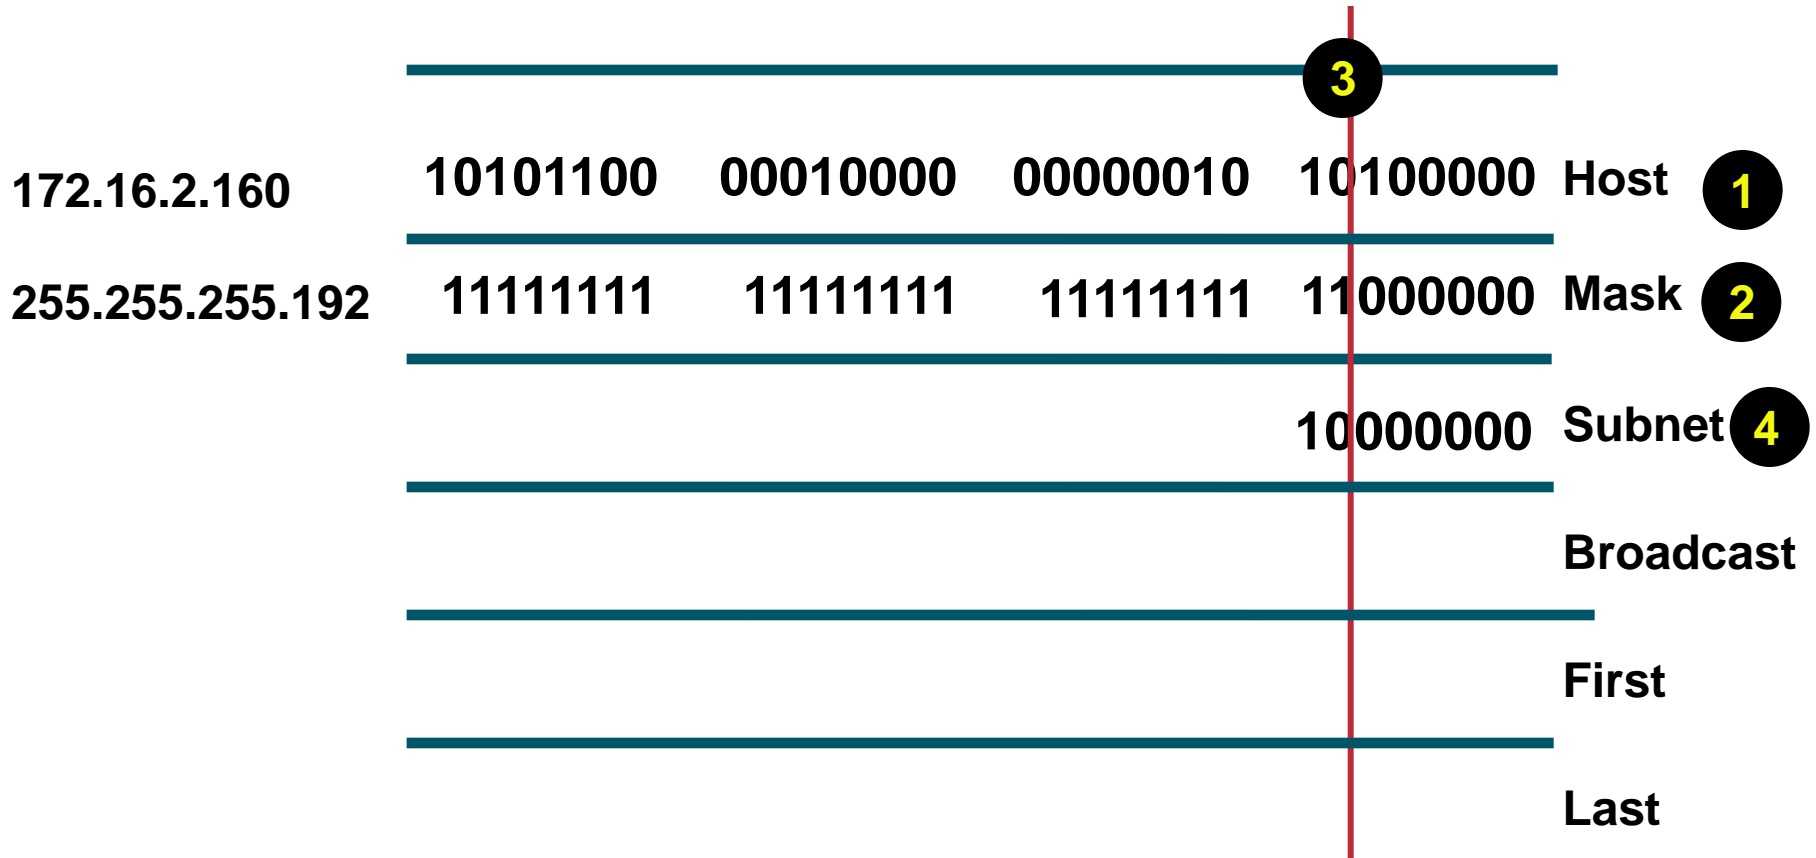 3
172.16.2.160 10101100 00010000 00000010 10100000 Host 1
255.255.255.192 11111111 11111111 11111111 11000000 Mask 2
10000000 Subnet 4
Broadcast
First
Last